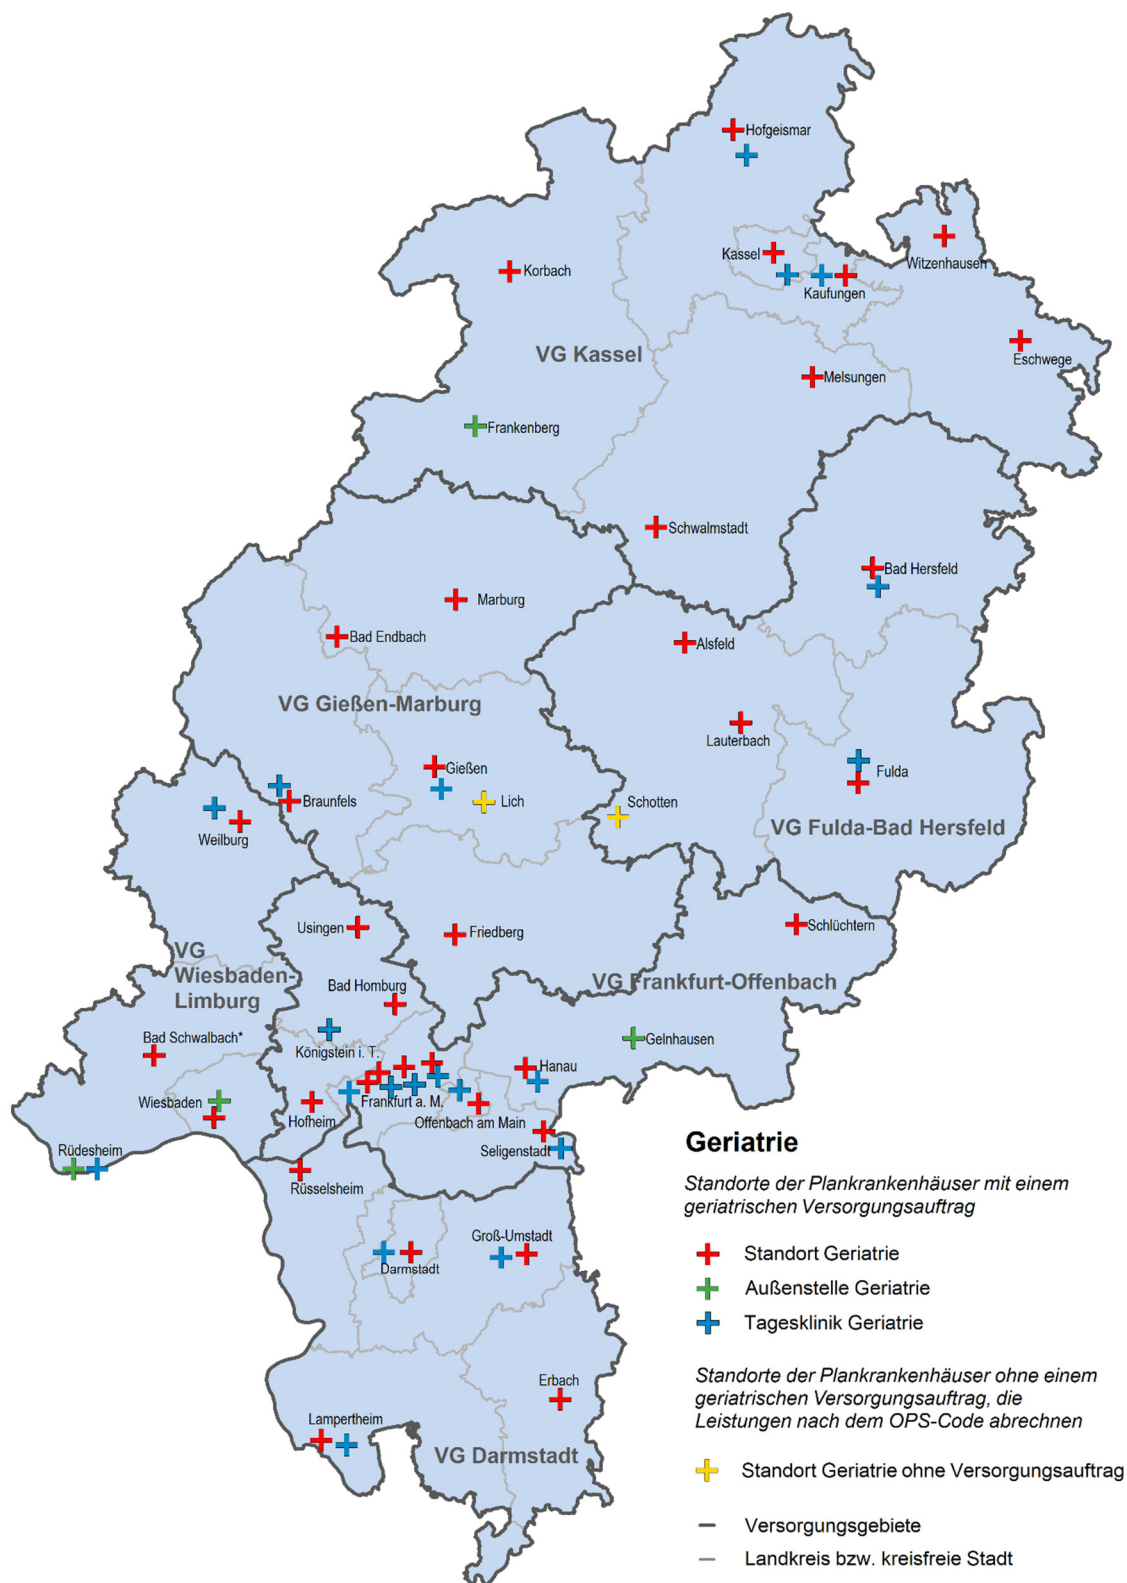 Hofgeismar
Kassel
Kaufungen
Witzenhausen
Korbach
VG Kassel
Eschwege
Melsungen
Frankenberg
Schwalmstadt
Bad Hersfeld
Marburg
Bad Endbach
Alsfeld
VG Gießen-Marburg
Lauterbach
Gießen
Fulda
Braunfels
Lich
Schotten
VG Fulda-Bad Hersfeld
Weilburg
Usingen
Friedberg
Schlüchtern
VG
Wiesbaden-
Limburg
VG Frankfurt-Offenbach
Bad Homburg
Bad Schwalbach*
Königstein i. T.
Gelnhausen
Hanau
Wiesbaden
Hofheim
Frankfurt a. M.
Offenbach am Main
Seligenstadt
Rüdesheim
Rüsselsheim
Groß-Umstadt
Darmstadt
Erbach
Lampertheim
VG Darmstadt
Geriatrie
Standorte der Plankrankenhäuser mit einem
geriatrischen Versorgungsauftrag
Standort Geriatrie
Außenstelle Geriatrie
Tagesklinik Geriatrie
Standorte der Plankrankenhäuser ohne einem
geriatrischen Versorgungsauftrag, die
Leistungen nach dem OPS-Code abrechnen
Standort Geriatrie ohne Versorgungsauftrag
Versorgungsgebiete
Landkreis bzw. kreisfreie Stadt